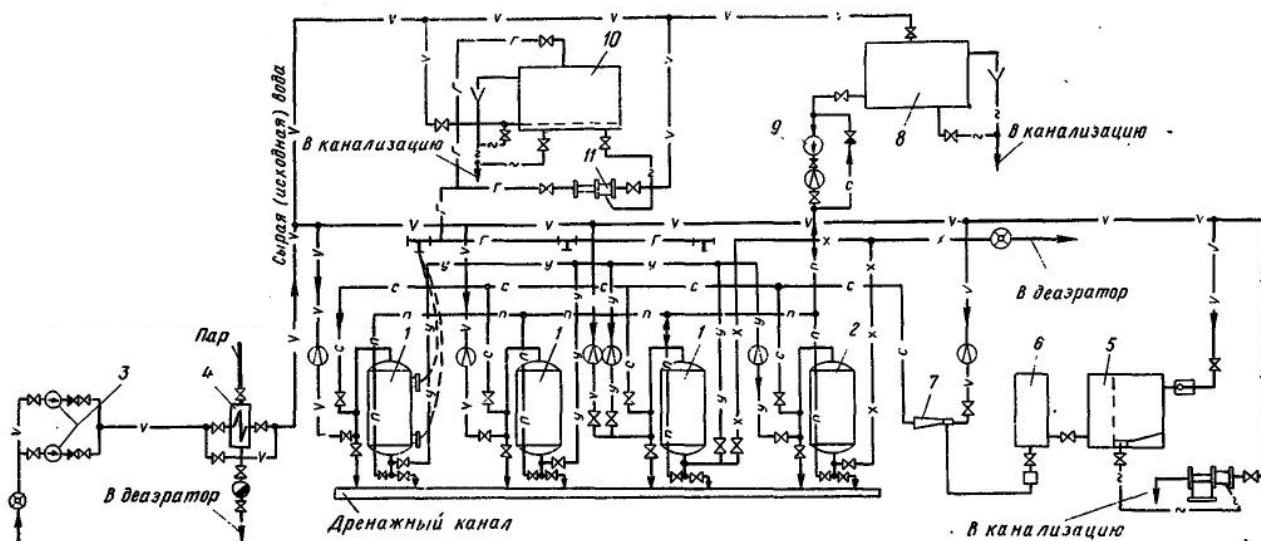 10
8
9
11
Сырая (исходная) вода
В канализацию
В канализацию
В деаэратор
Пар
3
4
1
1
1
2
7
6
5
В деаэратор
Дренажный канал
В канализацию
v v v v v
г
г г
v v v v v v v
г г
х х
у у у у
с с с с с с
п п п п